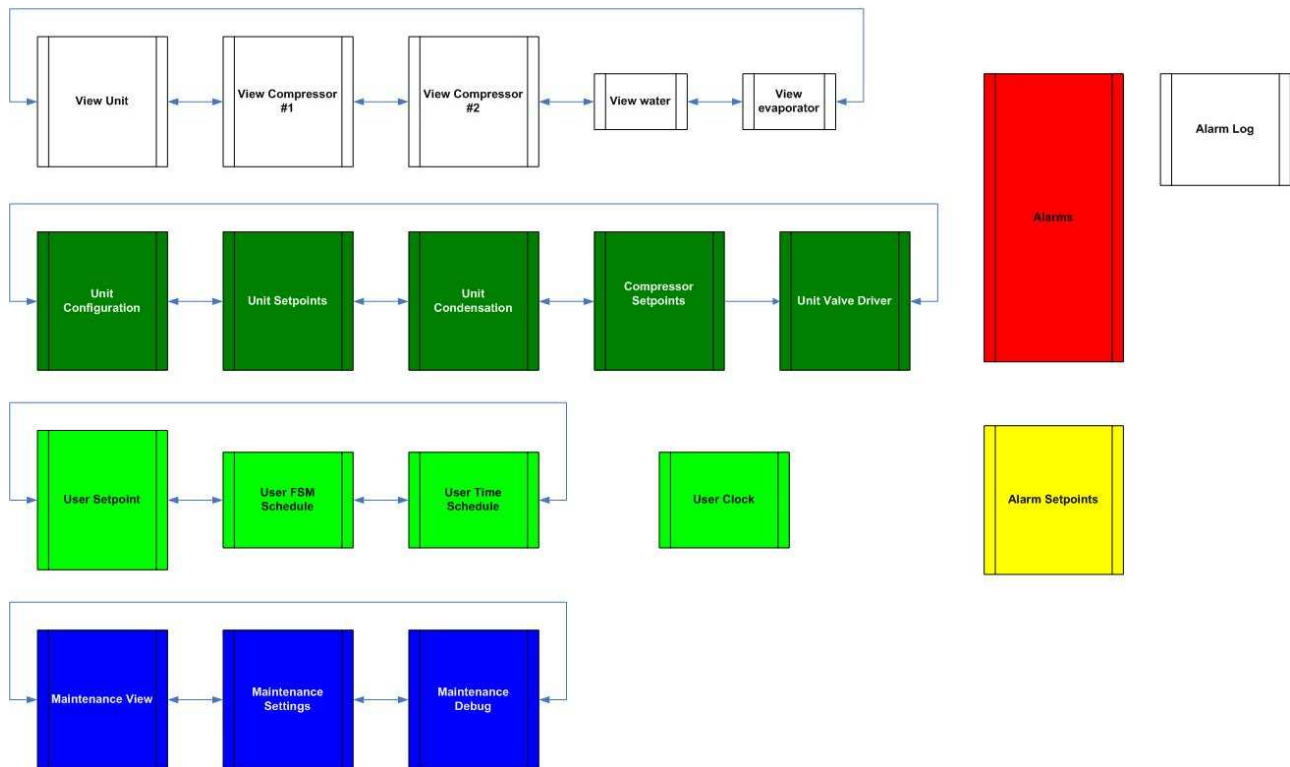 View Unit
View Compressor
#1
View Compressor
#2
View water
View
evaporator
Alarms
Alarm Log
Unit
Configuration
Unit Setpoints
Unit
Condensation
Compressor
Setpoints
Unit Valve Driver
User Setpoint
User FSM
Schedule
User Time
Schedule
User Clock
Alarm Setpoints
Maintenance View
Maintenance
Settings
Maintenance
Debug